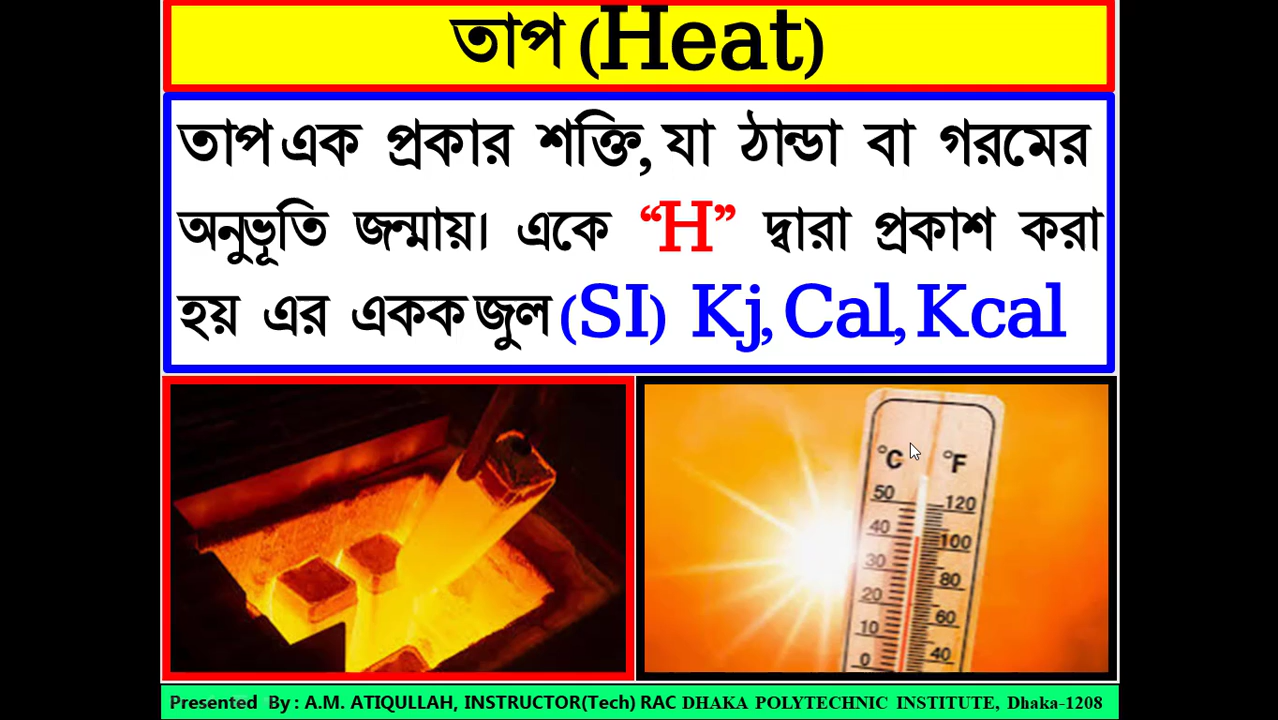 তাপ (Heat)
তাপ এক প্রকার শক্তি, যা ঠান্ডা বা গরমের
অনুভূতি জন্মায়। একে “H” দ্বারা প্রকাশ করা
হয় এর একক জুল (SI) Kj, Cal, Kcal
°C °F
50 120
40 100
30 80
20 60
10 40
0
Presented By : A.M. ATIQULLAH, INSTRUCTOR(Tech) RAC DHAKA POLYTECHNIC INSTITUTE, Dhaka-1208